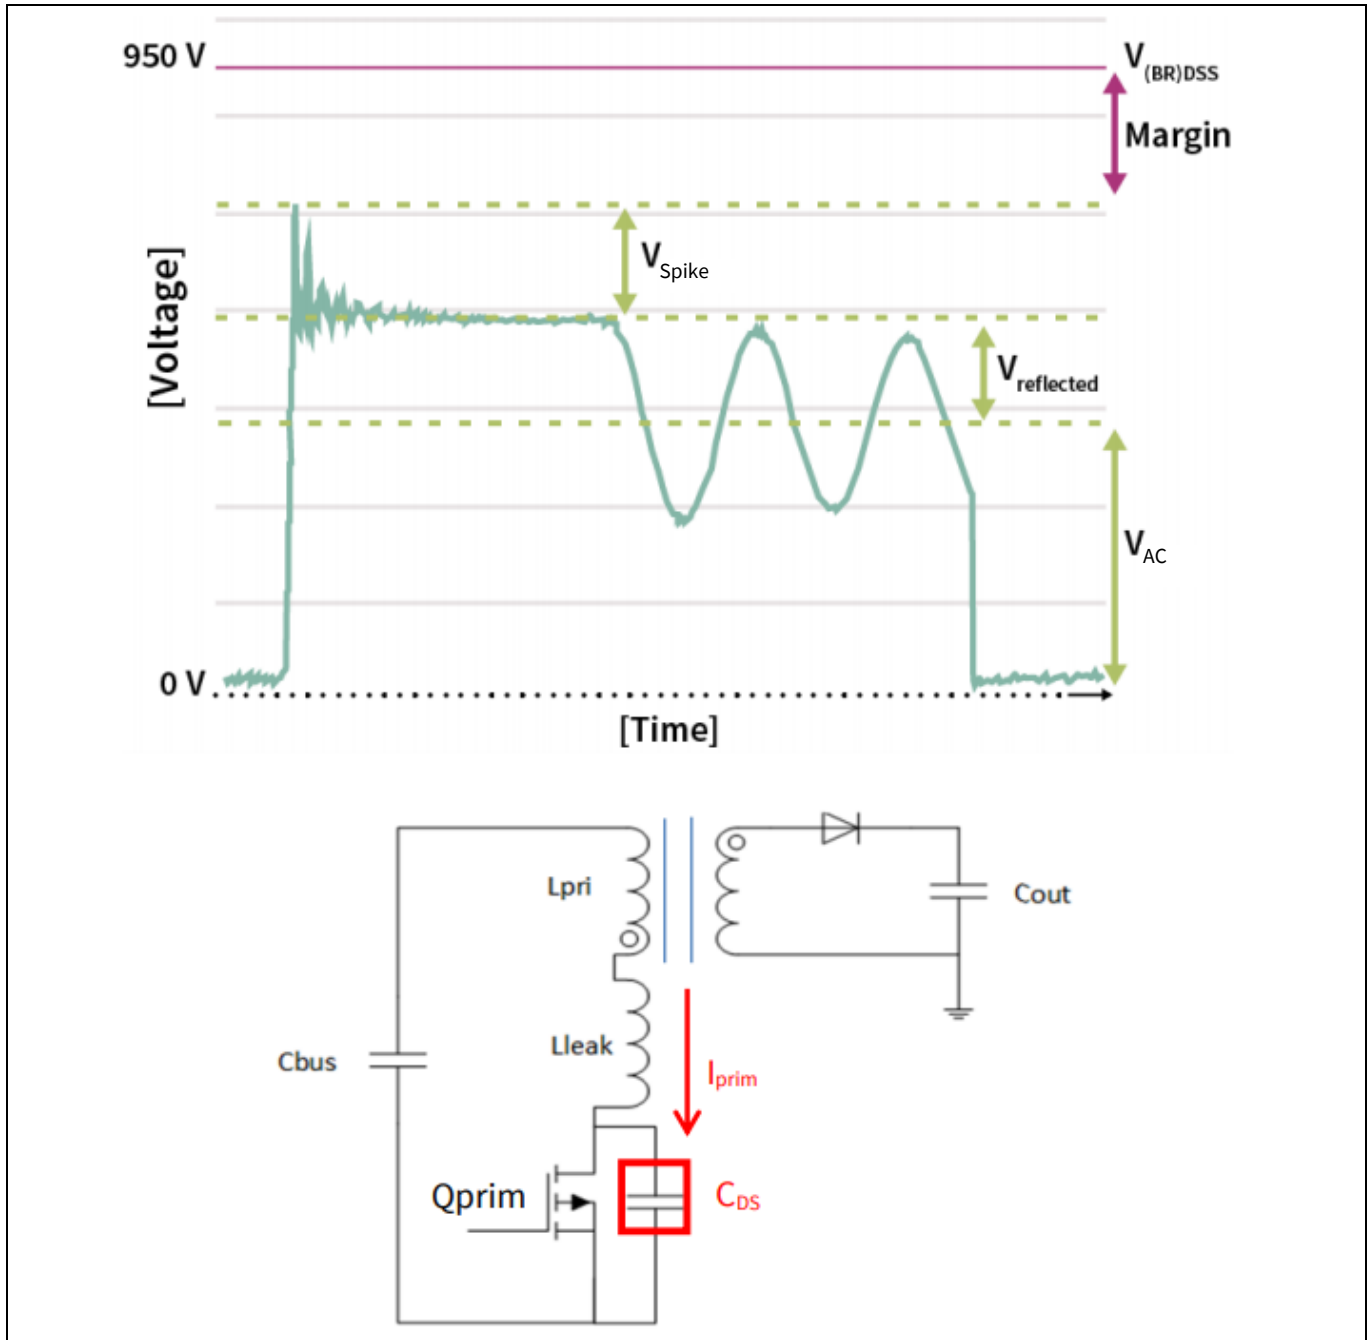 950 V
V(BR)DSS
Margin
VSpike
[Voltage]
Vreflected
VAC
0 V
[Time]
Lpri
Cout
Lleak
Cbus
Iprim
Qprim
CDS